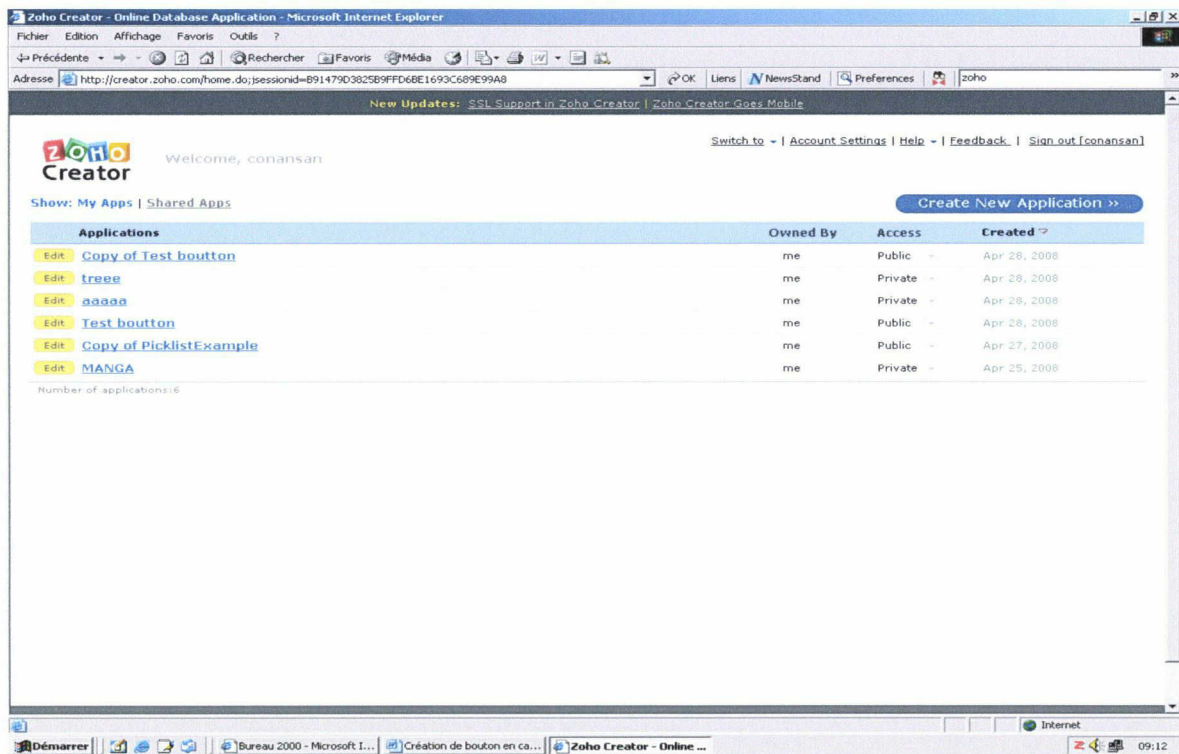 Zoho Creator - Online Database Application - Microsoft Internet Explorer
Fichier Edition Affichage Favoris Outils ?
Précédente Rechercher Favoris Média
Adresse http://creator.zoho.com/home.do;jsessionid=B91479D3825B9FFD6BE1693C689E99A8 OK Liens NewsStand Preferences zoho »
New Updates: SSL Support in Zoho Creator | Zoho Creator Goes Mobile
Switch to | Account Settings | Help | Feedback | Sign out [conansan]
ZOHO
Creator
Welcome, conansan
Show: My Apps | Shared Apps
Create New Application »
Applications Owned By Access Created
Edit Copy of Test boutton me Public Apr 28, 2008
Edit treee me Private Apr 28, 2008
Edit aaaaa me Private Apr 28, 2008
Edit Test boutton me Public Apr 28, 2008
Edit Copy of PicklistExample me Public Apr 27, 2008
Edit MANGA me Private Apr 25, 2008
Number of applications:6
Internet
Démarrer Bureau 2000 - Microsoft I... Création de bouton en ca... Zoho Creator - Online ... 09:12